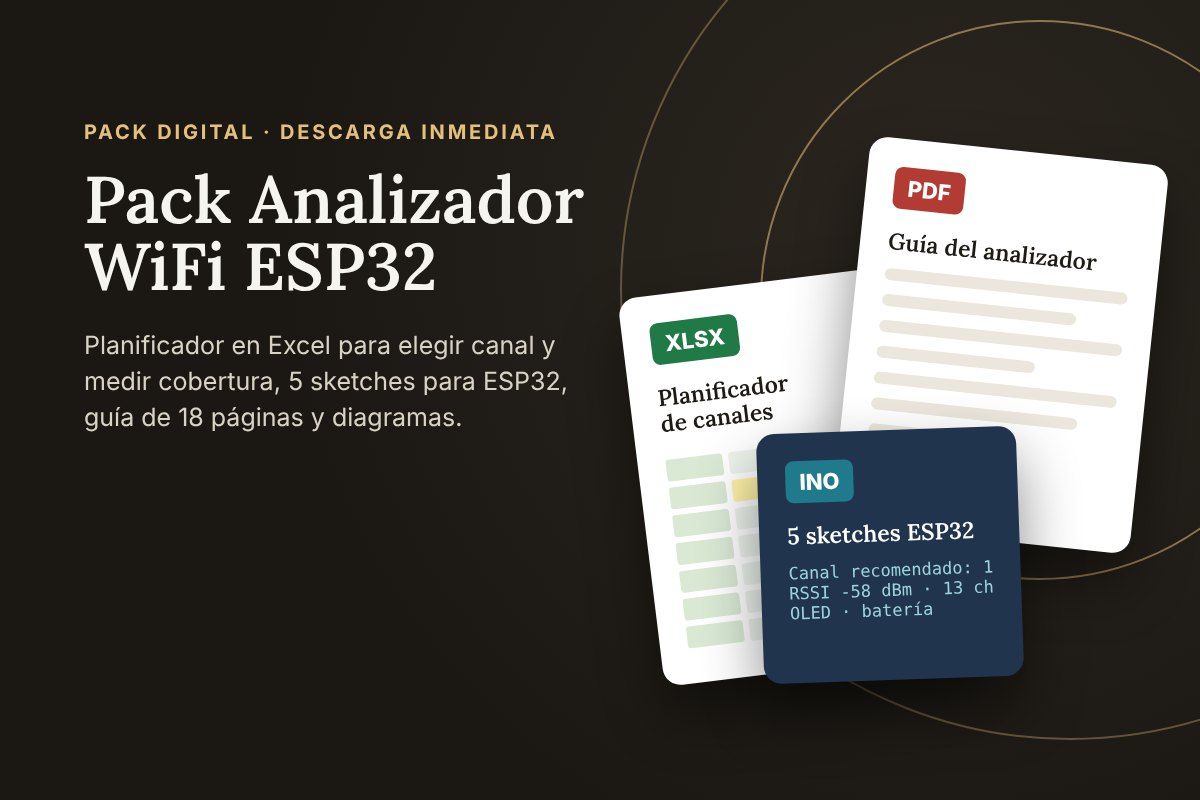 PACK DIGITAL · DESCARGA INMEDIATA
Pack Analizador
WiFi ESP32
Planificador en Excel para elegir canal y
medir cobertura, 5 sketches para ESP32,
guía de 18 páginas y diagramas.
PDF
Guía del analizador
XLSX
Planificador
de canales
INO
5 sketches ESP32
Canal recomendado: 1
RSSI -58 dBm · 13 ch
OLED · batería